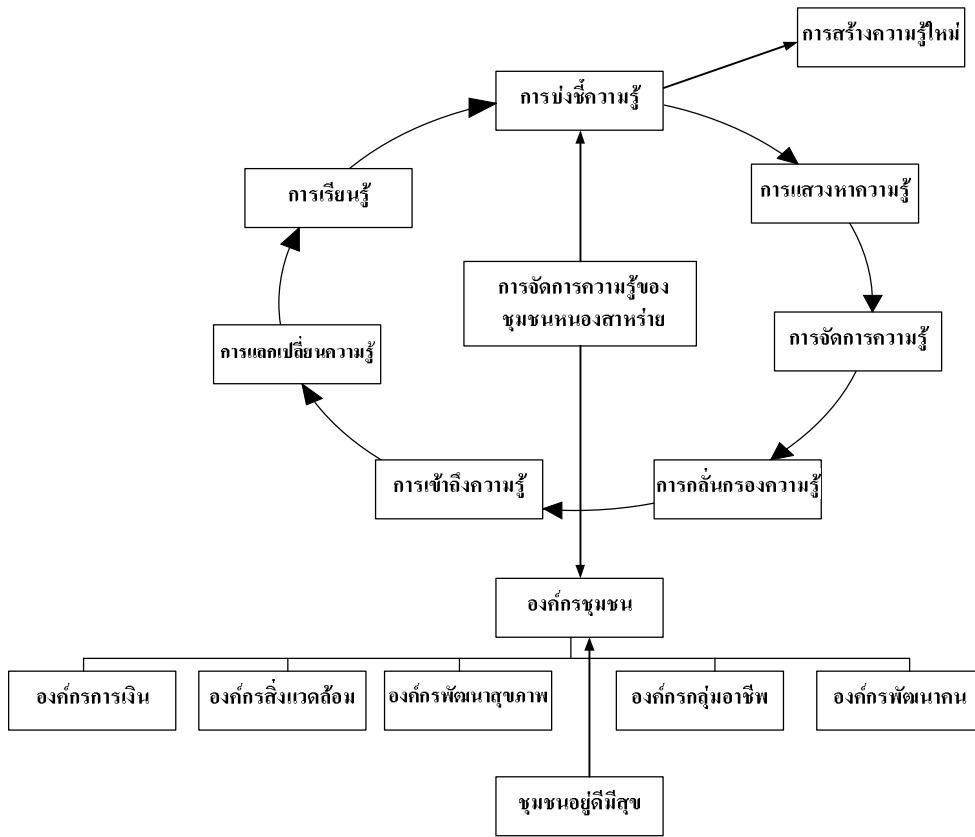 การสร้างความรู้ใหม่
การบ่งชี้ความรู้
การแสวงหาความรู้
การเรียนรู้
การจัดการความรู้ของ
ชุมชนหนองสาหร่าย
การจัดการความรู้
การแลกเปลี่ยนความรู้
การเข้าถึงความรู้
การกลั่นกรองความรู้
องค์กรชุมชน
องค์กรการเงิน
องค์กรสิ่งแวดล้อม
องค์กรพัฒนาสุขภาพ
องค์กรกลุ่มอาชีพ
องค์กรพัฒนาคน
ชุมชนอยู่ดีมีสุข